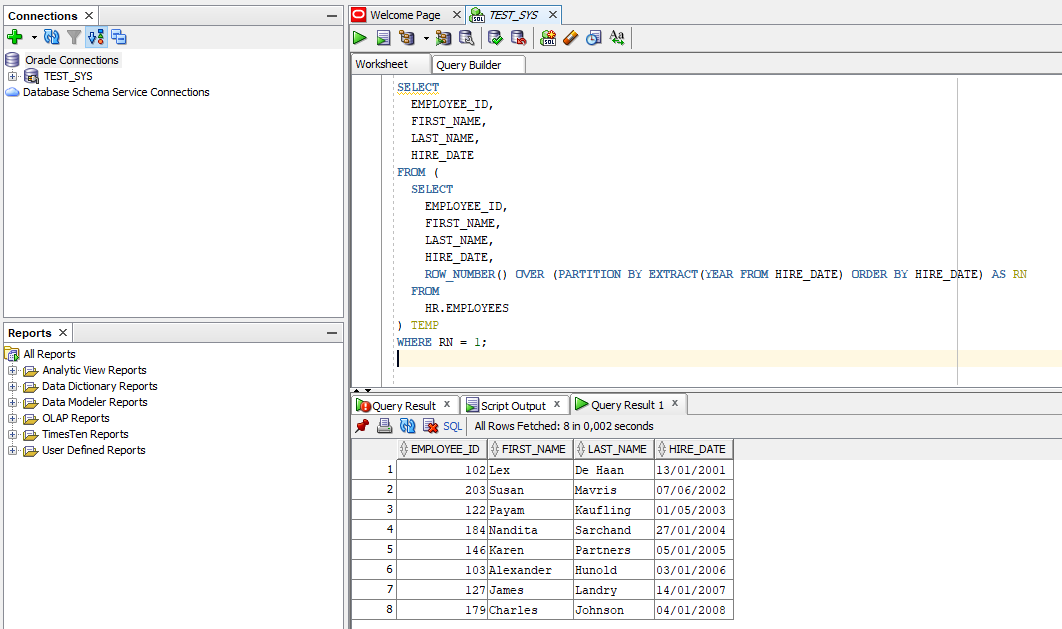 Connections
Oracle Connections
TEST_SYS
Database Schema Service Connections
Reports
All Reports
Analytic View Reports
Data Dictionary Reports
Data Modeler Reports
OLAP Reports
TimesTen Reports
User Defined Reports
Welcome Page TEST_SYS
SQL Aa
Worksheet Query Builder
SELECT
EMPLOYEE_ID,
FIRST_NAME,
LAST_NAME,
HIRE_DATE
FROM (
SELECT
EMPLOYEE_ID,
FIRST_NAME,
LAST_NAME,
HIRE_DATE,
ROW_NUMBER() OVER (PARTITION BY EXTRACT(YEAR FROM HIRE_DATE) ORDER BY HIRE_DATE) AS RN
FROM
HR.EMPLOYEES
) TEMP
WHERE RN = 1;
Query Result Script Output Query Result 1
SQL All Rows Fetched: 8 in 0,002 seconds
EMPLOYEE_ID FIRST_NAME LAST_NAME HIRE_DATE
1 102 Lex De Haan 13/01/2001
2 203 Susan Mavris 07/06/2002
3 122 Payam Kaufling 01/05/2003
4 184 Nandita Sarchand 27/01/2004
5 146 Karen Partners 05/01/2005
6 103 Alexander Hunold 03/01/2006
7 127 James Landry 14/01/2007
8 179 Charles Johnson 04/01/2008